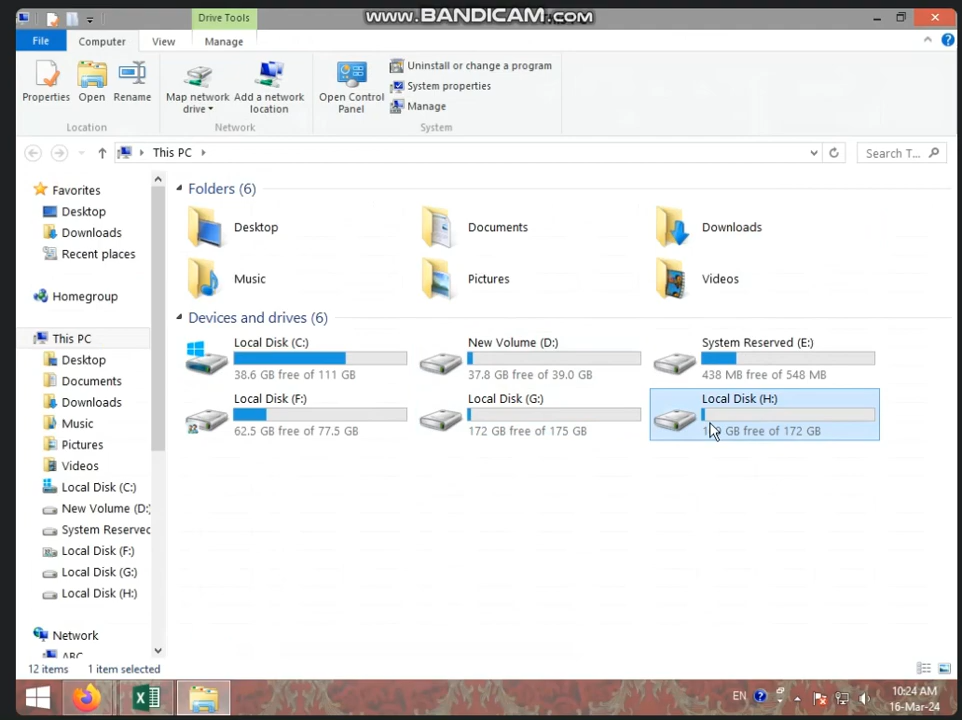 Drive Tools
www.BANDICAM.com
File
Computer
View
Manage
Properties
Open
Rename
Map network drive
Add a network location
Open Control Panel
Uninstall or change a program
System properties
Manage
Location
Network
System
This PC
Search T...
Favorites
Desktop
Downloads
Recent places
Homegroup
This PC
Desktop
Documents
Downloads
Music
Pictures
Videos
Local Disk (C:)
New Volume (D:)
System Reserved
Local Disk (F:)
Local Disk (G:)
Local Disk (H:)
Network
ABC
Folders (6)
Desktop
Documents
Downloads
Music
Pictures
Videos
Devices and drives (6)
Local Disk (C:)
38.6 GB free of 111 GB
New Volume (D:)
37.8 GB free of 39.0 GB
System Reserved (E:)
438 MB free of 548 MB
Local Disk (F:)
62.5 GB free of 77.5 GB
Local Disk (G:)
172 GB free of 175 GB
Local Disk (H:)
GB free of 172 GB
12 items
1 item selected
EN
10:24 AM
16-Mar-24